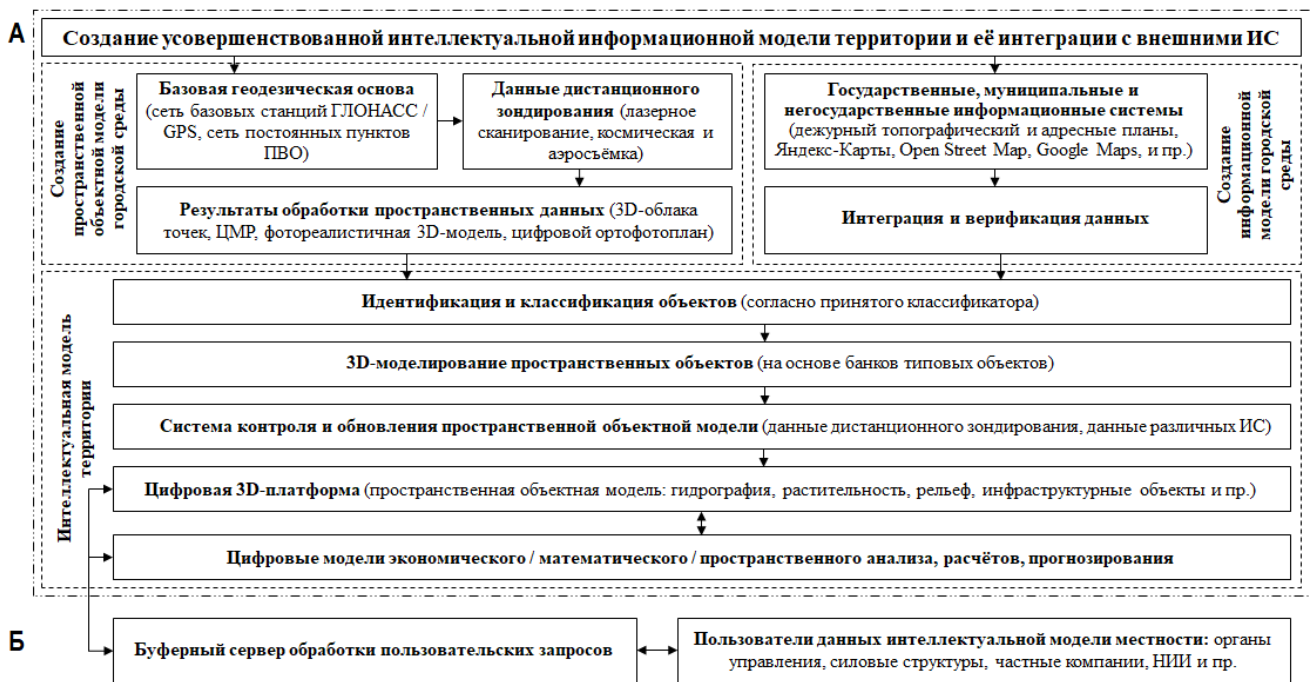 А
Создание усовершенствованной интеллектуальной информационной модели территории и её интеграции с внешними ИС
Создание
пространственной
объектной модели
городской среды
Базовая геодезическая основа
(сеть базовых станций ГЛОНАСС /
GPS, сеть постоянных пунктов
ПВО)
Данные дистанционного
зондирования (лазерное
сканирование, космическая и
аэросъёмка)
Результаты обработки пространственных данных (3D-облака
точек, ЦМР, фотореалистичная 3D-модель, цифровой ортофотоплан)
Государственные, муниципальные и
негосударственные информационные системы
(дежурный топографический и адресные планы,
Яндекс-Карты, Open Street Map, Google Maps, и пр.)
Интеграция и верификация данных
Создание
информационной
модели городской
среды
Интеллектуальная модель
территории
Идентификация и классификация объектов (согласно принятого классификатора)
3D-моделирование пространственных объектов (на основе банков типовых объектов)
Система контроля и обновления пространственной объектной модели (данные дистанционного зондирования, данные различных ИС)
Цифровая 3D-платформа (пространственная объектная модель: гидрография, растительность, рельеф, инфраструктурные объекты и пр.)
Цифровые модели экономического / математического / пространственного анализа, расчётов, прогнозирования
Б
Буферный сервер обработки пользовательских запросов
Пользователи данных интеллектуальной модели местности: органы
управления, силовые структуры, частные компании, НИИ и пр.